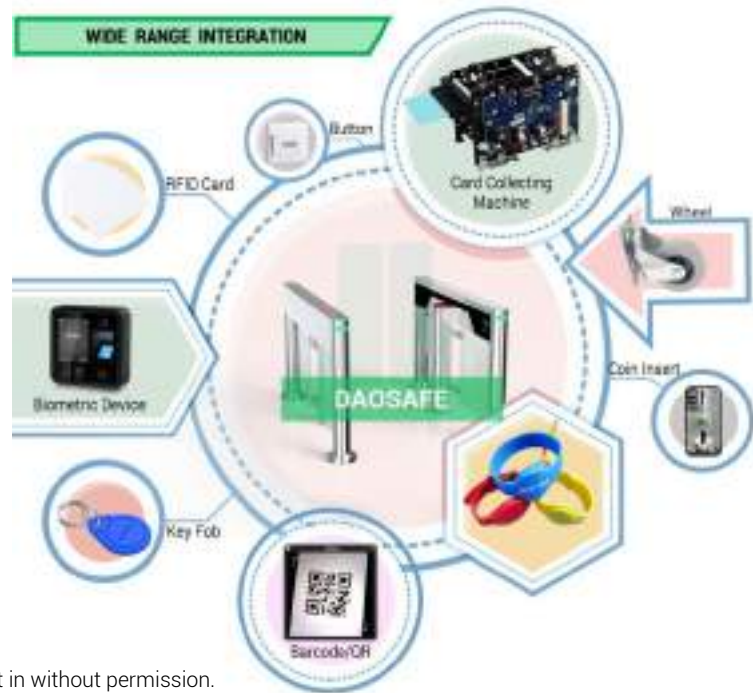 WIDE RANGE INTEGRATION
Button
Card Collecting
Machine
RFID Card
Wheel
Biometric Device
DAOSAFE
Coin Insert
Key Fob
Barcode/QR
t in without permission.